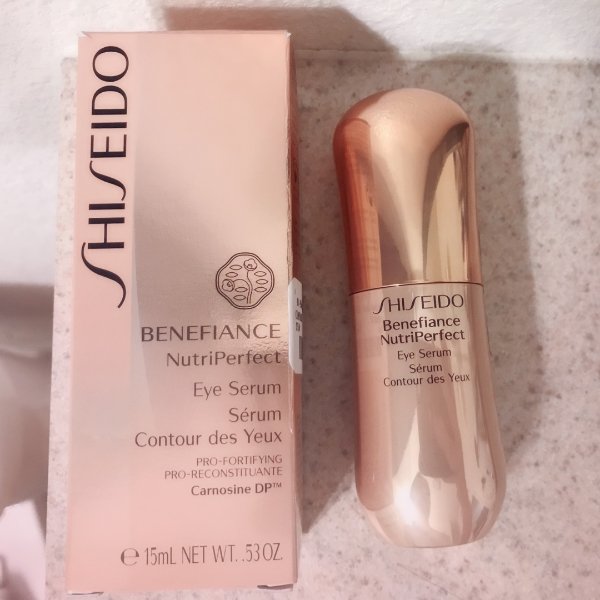 SHISEIDO
BENEFIANCE
NutriPerfect
Eye Serum
Sérum
Contour des Yeux
PRO-FORTIFYING
PRO-RECONSTITUANTE
Carnosine DP™
℮ 15mL NET WT. .53 OZ.
SHISEIDO
Benefiance
NutriPerfect
Eye Serum
Sérum
Contour des Yeux